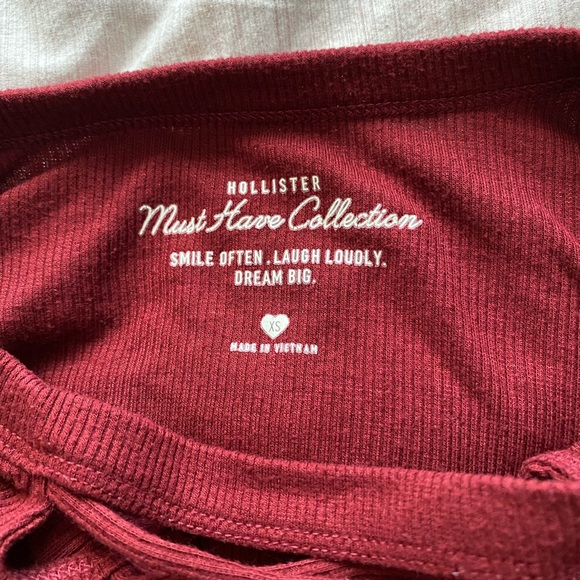 HOLLISTER
Must Have Collection
SMILE OFTEN. LAUGH LOUDLY.
DREAM BIG.
XS
MADE IN VIETNAM